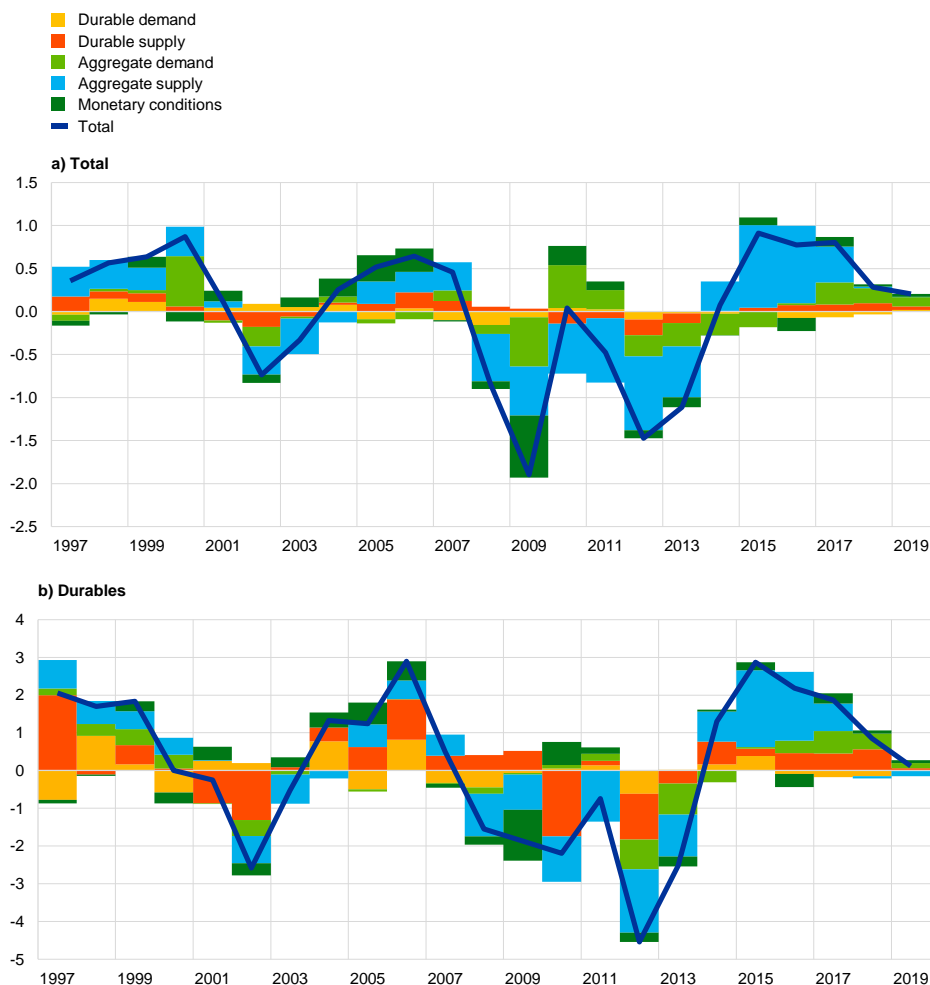 Durable demand
Durable supply
Aggregate demand
Aggregate supply
Monetary conditions
Total
a) Total
1.5
1.0
0.5
0.0
-0.5
-1.0
-1.5
-2.0
-2.5
1997 1999 2001 2003 2005 2007 2009 2011 2013 2015 2017 2019
b) Durables
4
3
2
1
0
-1
-2
-3
-4
-5
1997 1999 2001 2003 2005 2007 2009 2011 2013 2015 2017 2019